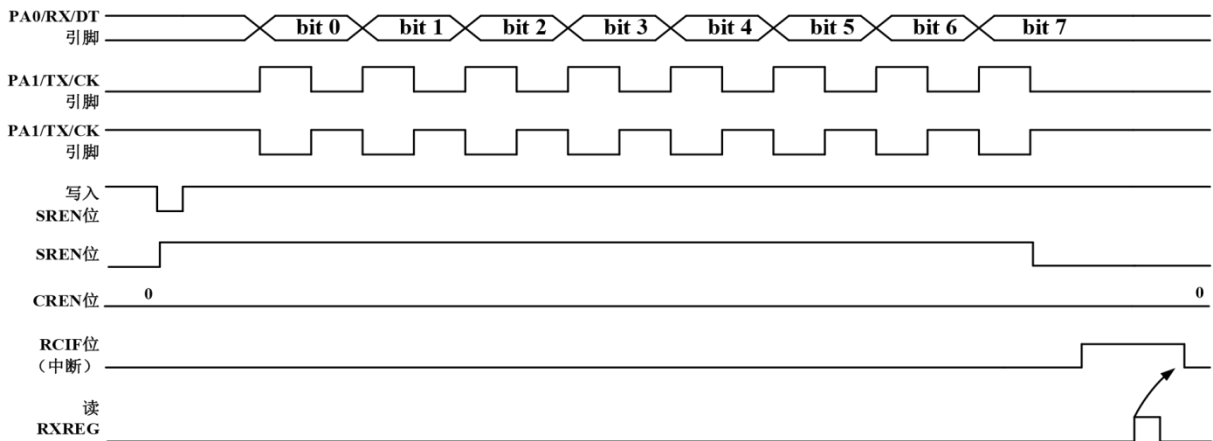 PA0/RX/DT
引脚
bit 0 bit 1 bit 2 bit 3 bit 4 bit 5 bit 6 bit 7
PA1/TX/CK
引脚
PA1/TX/CK
引脚
写入
SREN位
SREN位
CREN位 0 0
RCIF位
（中断）
读
RXREG